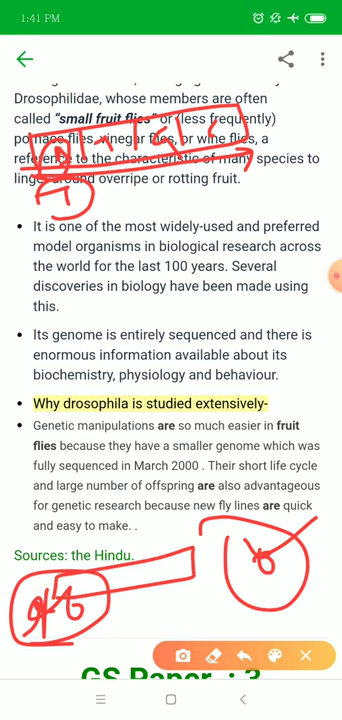 1:41 PM
Drosophilidae, whose members are often
called "small fruit flies" or (less frequently)
pomace flies, vinegar flies, or wine flies, a
reference to the characteristic of many species to
linger around overripe or rotting fruit.
It is one of the most widely-used and preferred
model organisms in biological research across
the world for the last 100 years. Several
discoveries in biology have been made using
this.
Its genome is entirely sequenced and there is
enormous information available about its
biochemistry, physiology and behaviour.
Why drosophila is studied extensively-
Genetic manipulations are so much easier in fruit
flies because they have a smaller genome which was
fully sequenced in March 2000 . Their short life cycle
and large number of offspring are also advantageous
for genetic research because new fly lines are quick
and easy to make. .
Sources: the Hindu.
GS Paper : 3